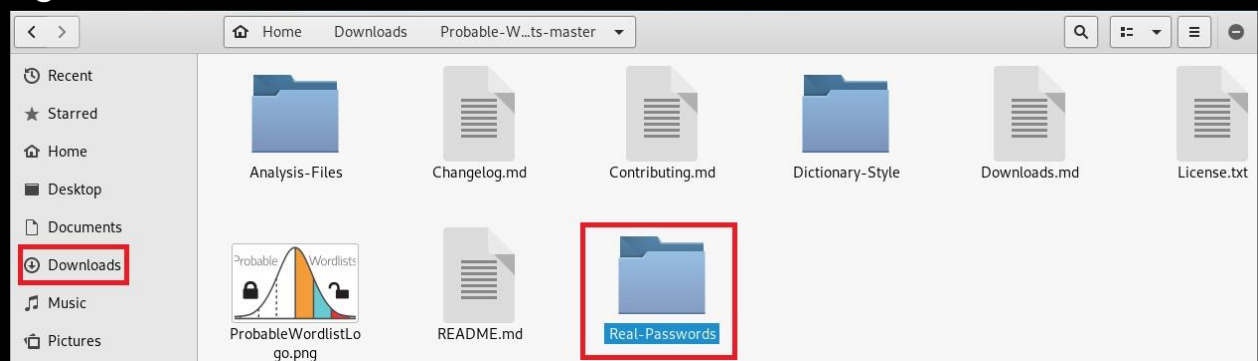 Home Downloads Probable-W...ts-master
Recent
Starred
Home
Desktop
Documents
Downloads
Music
Pictures
Analysis-Files Changelog.md Contributing.md Dictionary-Style Downloads.md License.txt
Probable Wordlists
ProbableWordlistLo README.md Real-Passwords
go.png